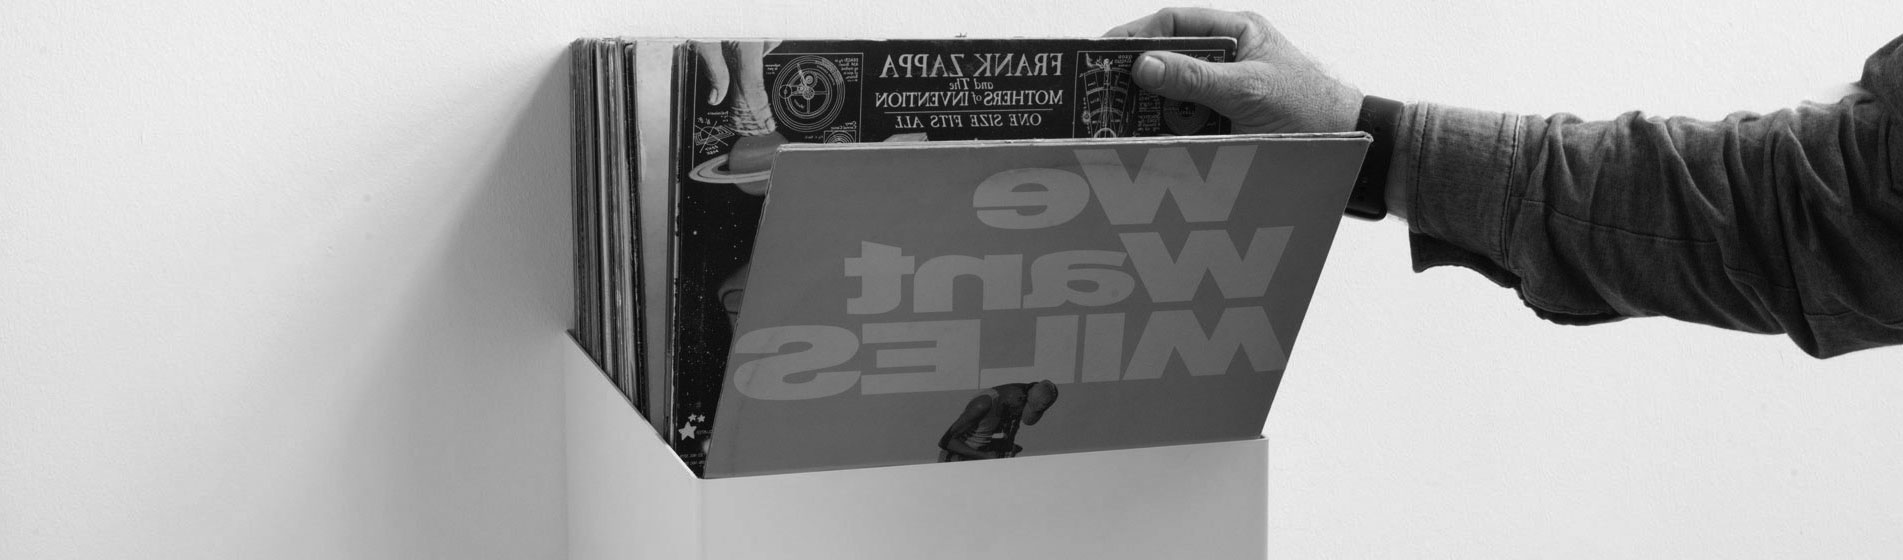 FRANK ZAPPA
and The
MOTHERS of INVENTION
ONE SIZE FITS ALL
We
Want
MILES